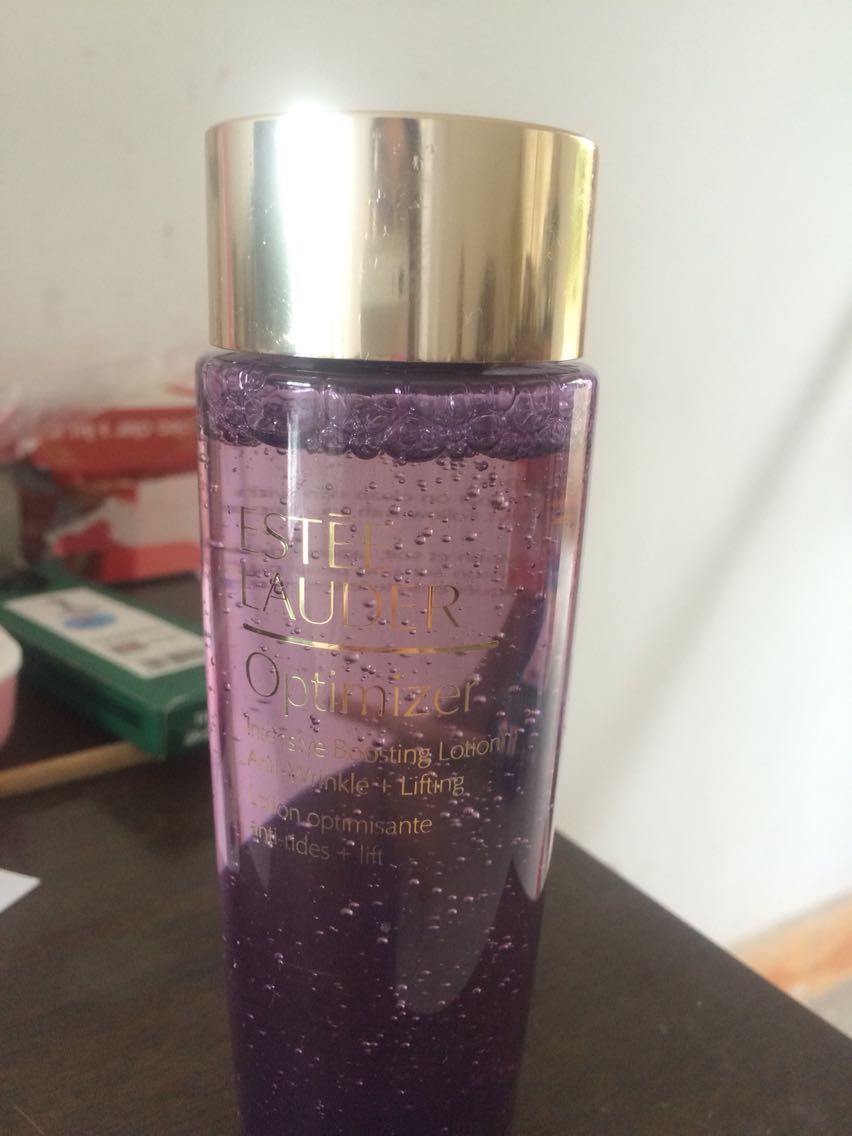 ESTĒE
LAUDER
Optimizer
Intensive Boosting Lotion
Anti-Wrinkle + Lifting
Lotion optimisante
anti-rides + lift